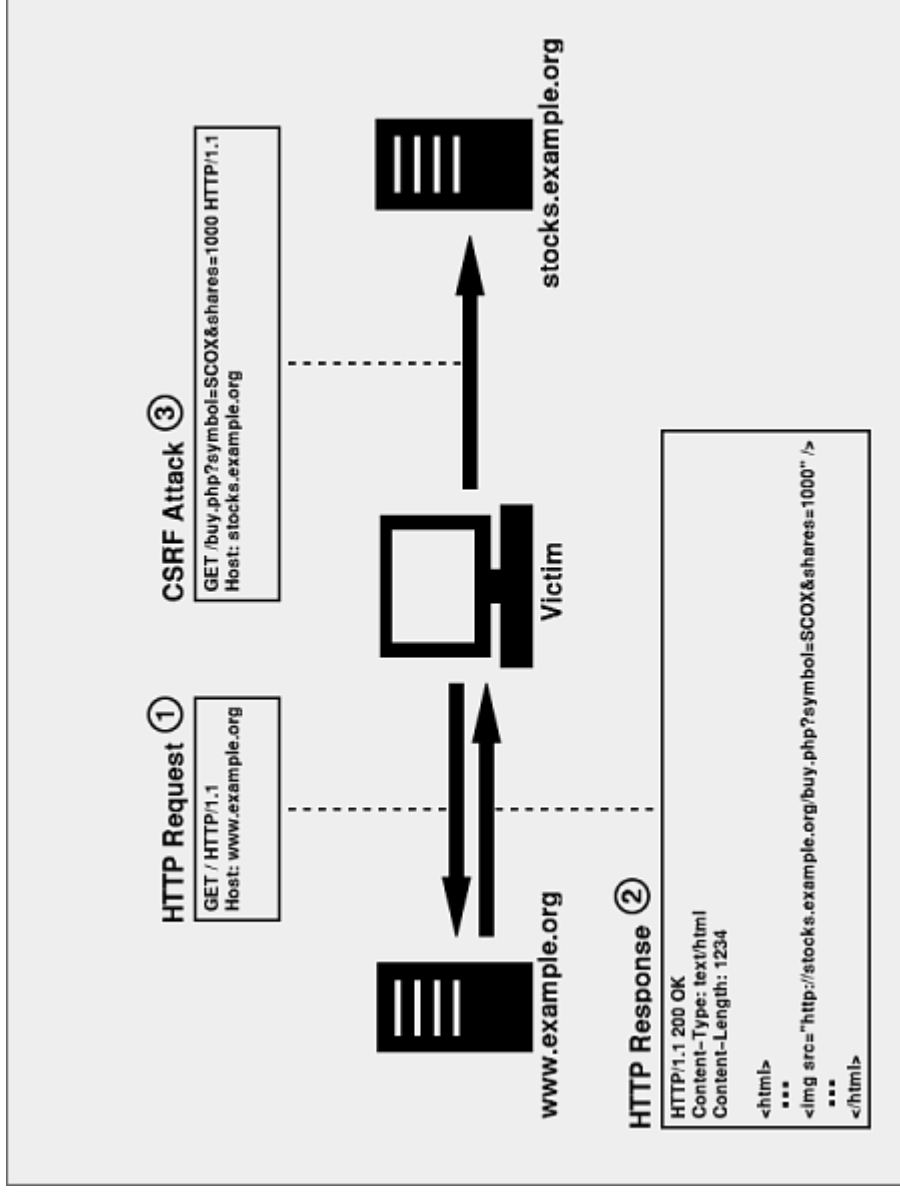 HTTP Request ①
GET / HTTP/1.1
Host: www.example.org
CSRF Attack ③
GET /buy.php?symbol=SCOX&shares=1000 HTTP/1.1
Host: stocks.example.org
www.example.org
Victim
stocks.example.org
HTTP Response ②
HTTP/1.1 200 OK
Content-Type: text/html
Content-Length: 1234
<html>
...
<img src="http://stocks.example.org/buy.php?symbol=SCOX&shares=1000" />
...
</html>